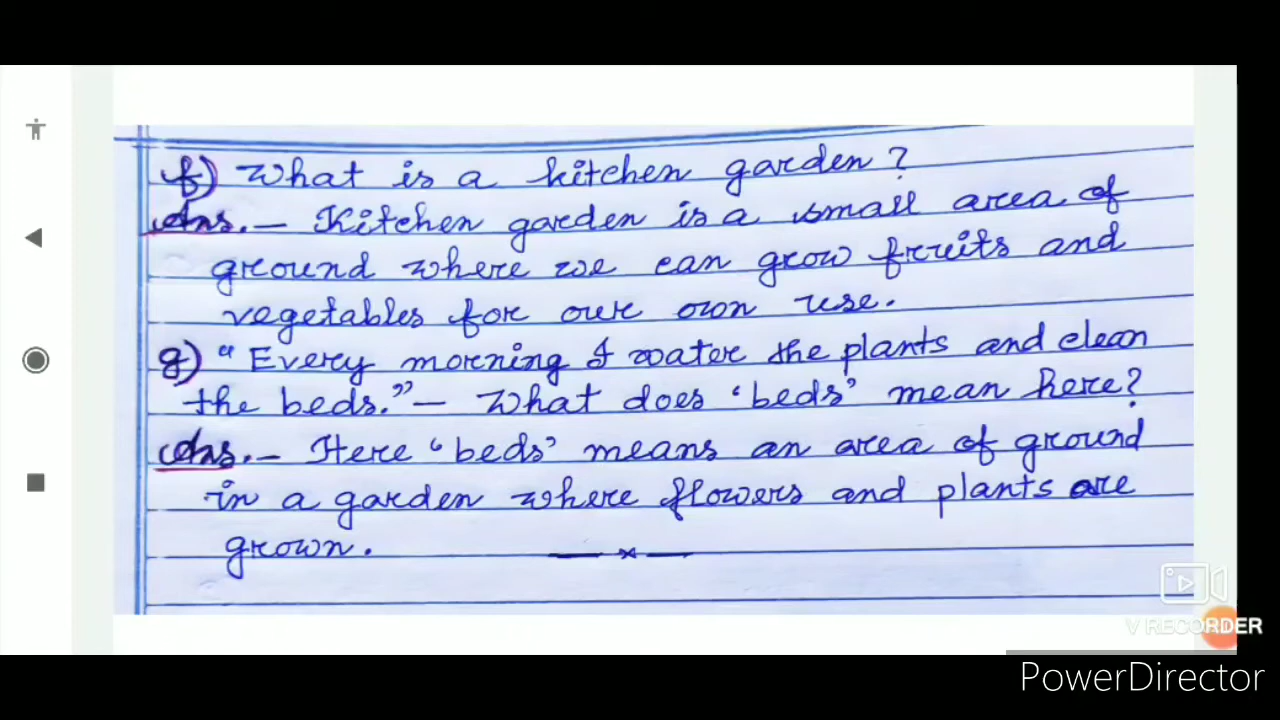 f) What is a kitchen garden?
Ans. - Kitchen garden is a small area of
ground where we can grow fruits and
vegetables for our own use.
g) "Every morning I water the plants and clean
the beds." - What does 'beds' mean here?
Ans. - Here 'beds' means an area of ground
in a garden where flowers and plants are
grown.
V RECORDER
PowerDirector